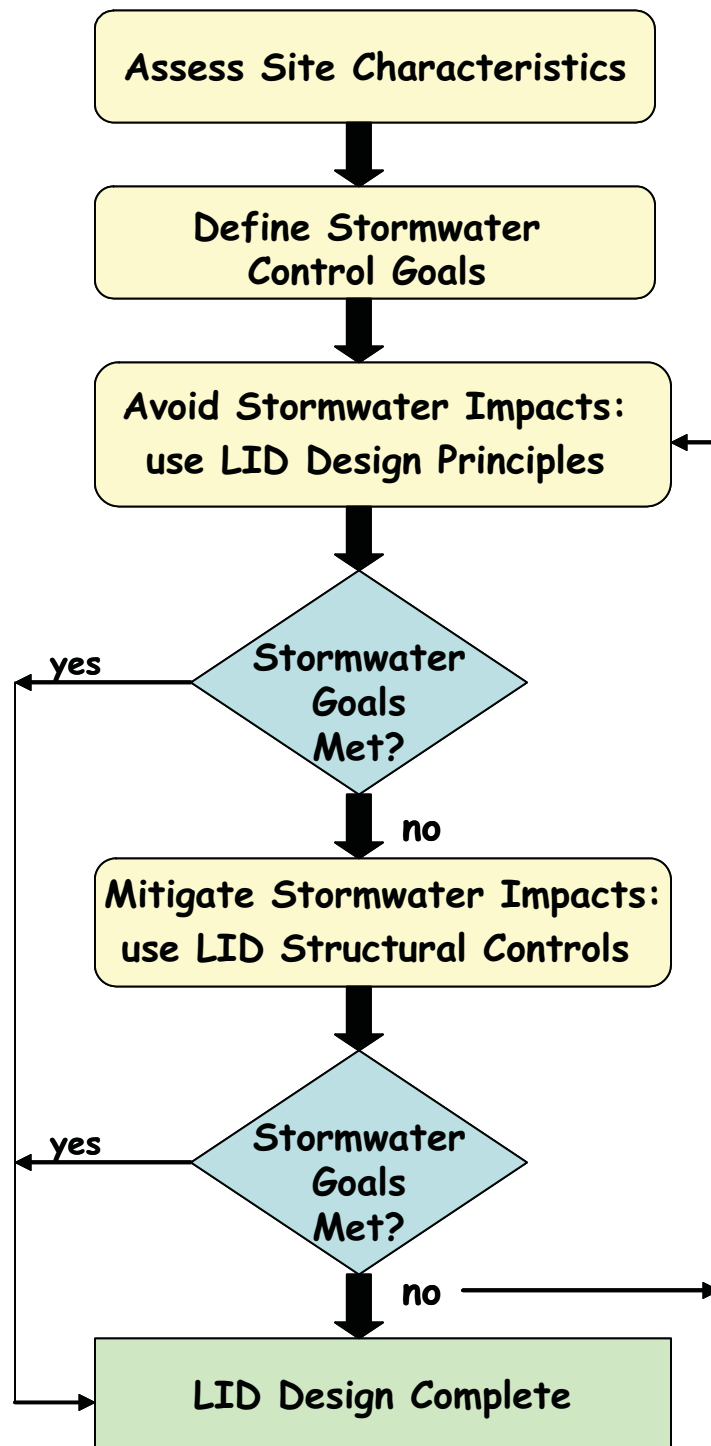 Assess Site Characteristics
Define Stormwater
Control Goals
Avoid Stormwater Impacts:
use LID Design Principles
Stormwater
Goals
Met?
yes
no
Mitigate Stormwater Impacts:
use LID Structural Controls
Stormwater
Goals
Met?
yes
no
LID Design Complete